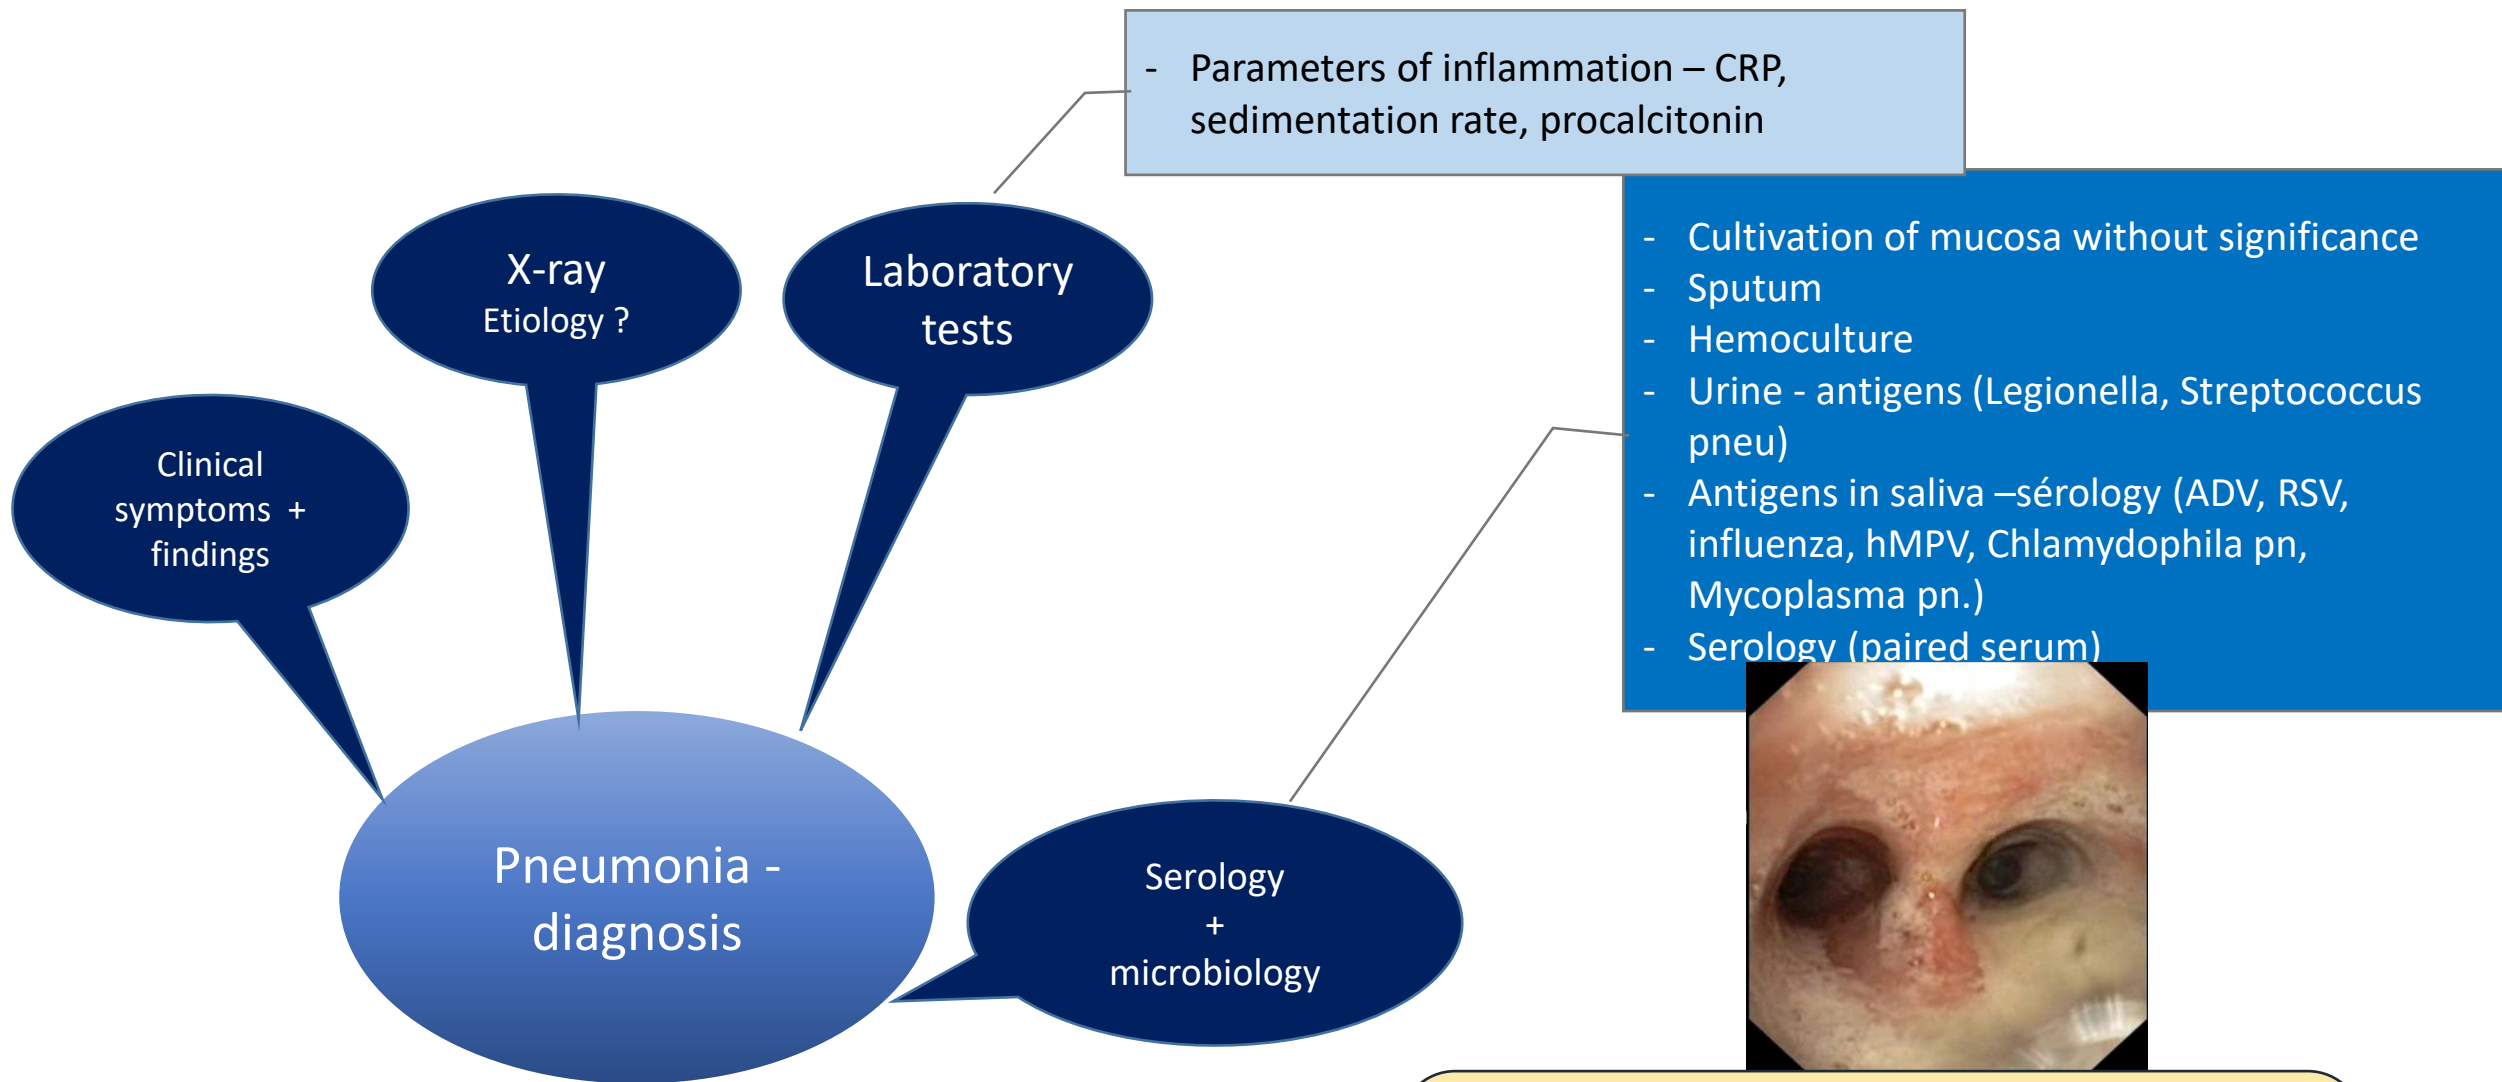 - Parameters of inflammation – CRP,
sedimentation rate, procalcitonin
X-ray
Etiology ?
Laboratory
tests
- Cultivation of mucosa without significance
- Sputum
- Hemoculture
- Urine - antigens (Legionella, Streptococcus
pneu)
- Antigens in saliva –sérology (ADV, RSV,
influenza, hMPV, Chlamydophila pn,
Mycoplasma pn.)
- Serology (paired serum)
Clinical
symptoms +
findings
Pneumonia -
diagnosis
Serology
+
microbiology